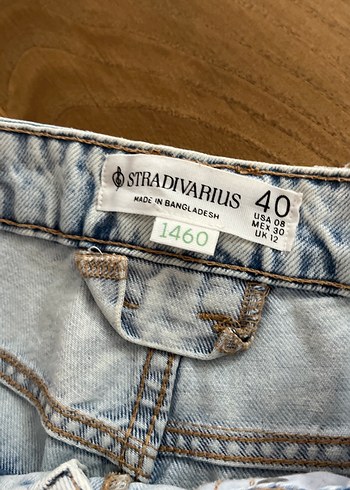 STRADIVARIUS
MADE IN BANGLADESH
40
USA 08
MEX 30
UK 12
1460